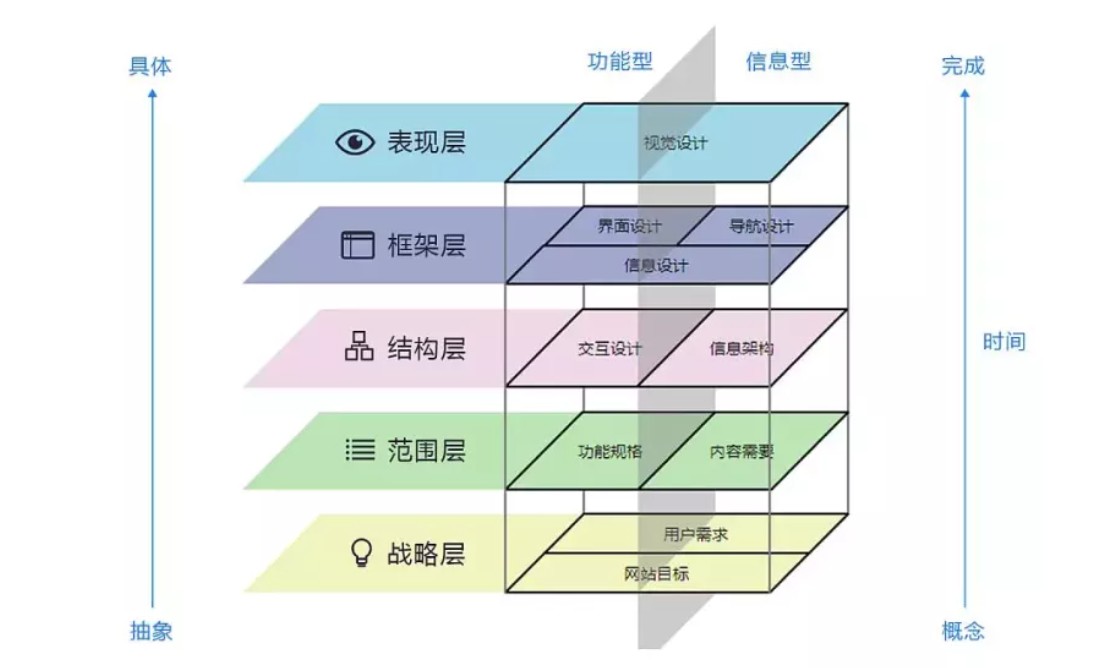 具体
功能型
信息型
完成
表现层
视觉设计
框架层
界面设计
导航设计
信息设计
结构层
交互设计
信息架构
时间
范围层
功能规格
内容需要
战略层
用户需求
网站目标
抽象
概念